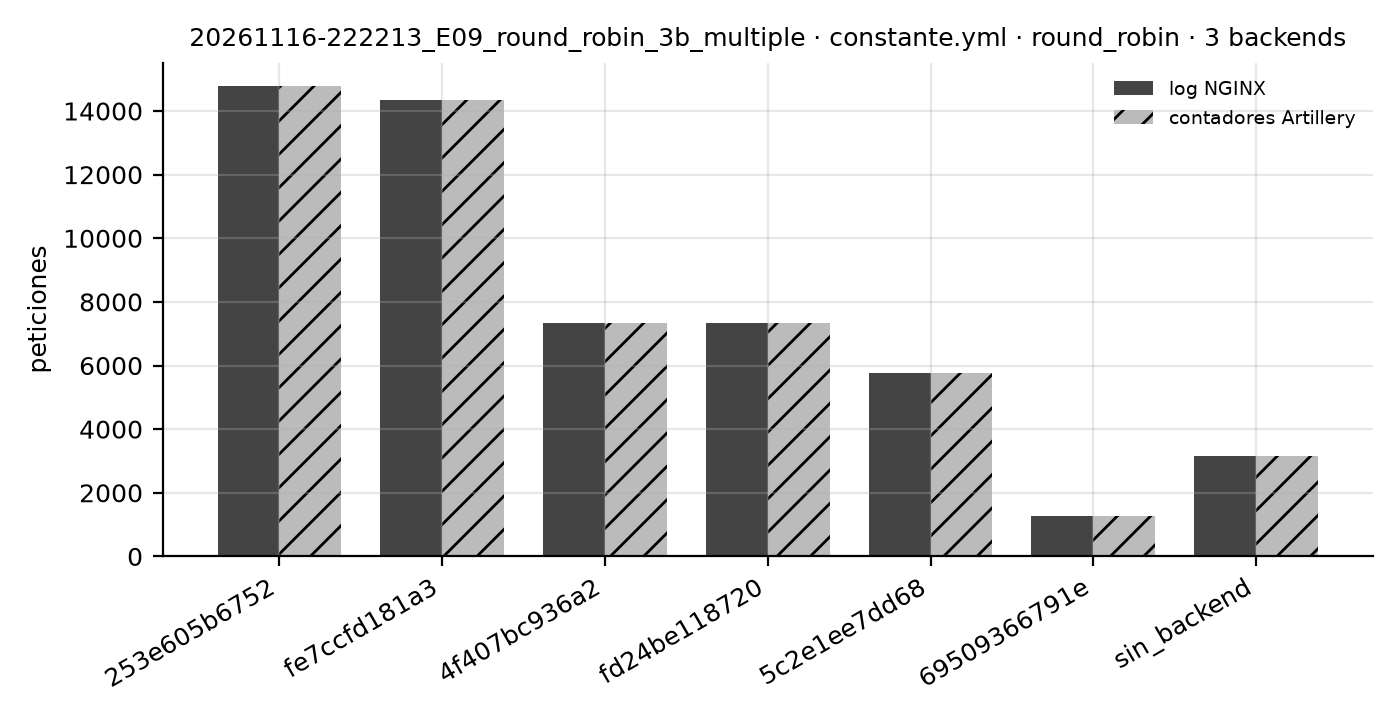 20261116-222213_E09_round_robin_3b_multiple · constante.yml · round_robin · 3 backends
log NGINX
contadores Artillery
peticiones
14000
12000
10000
8000
6000
4000
2000
0
253e605b6752
fe7ccfd181a3
4f407bc936a2
fd24be118720
5c2e1ee7dd68
69509366791e
sin_backend